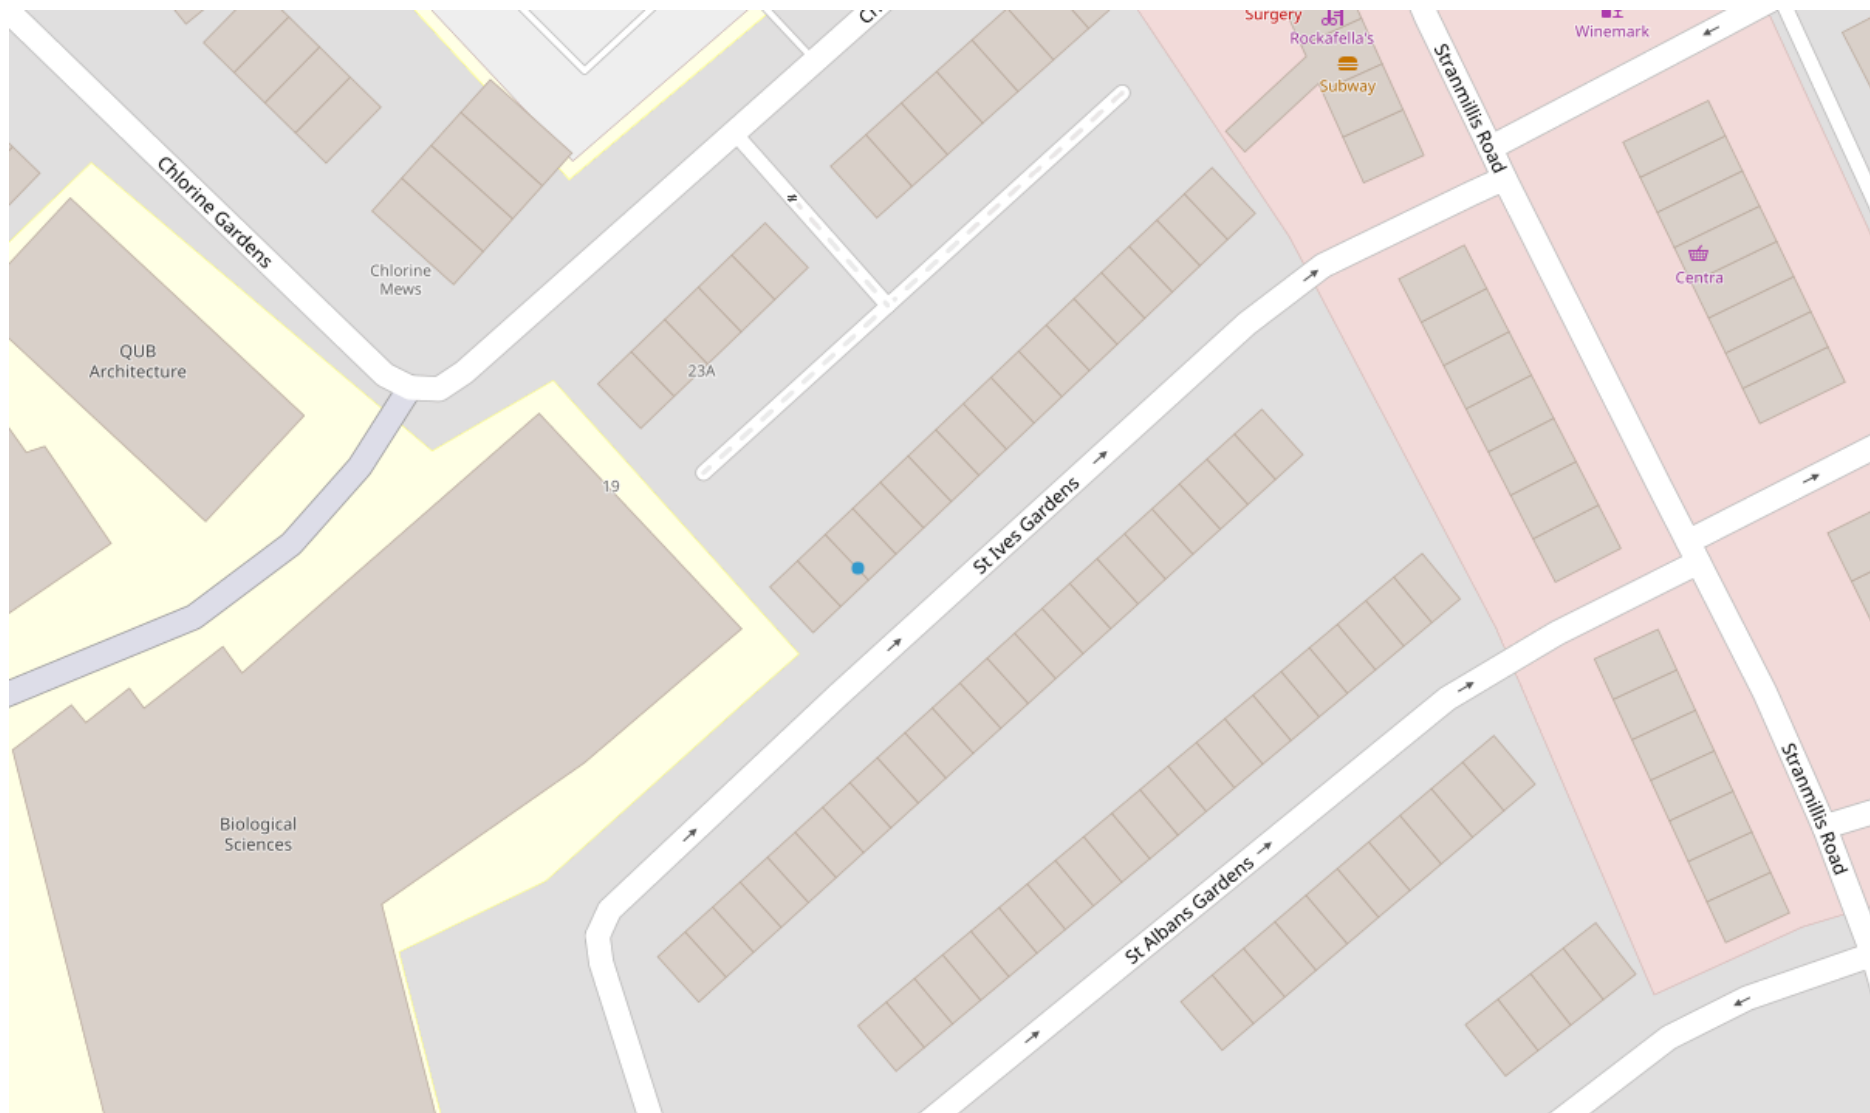 Surgery
Rockafella's
Subway
Winemark
Stranmillis Road
Chlorine Gardens
Chlorine
Mews
Centra
QUB
Architecture
23A
19
St Ives Gardens
Biological
Sciences
St Albans Gardens
Stranmillis Road